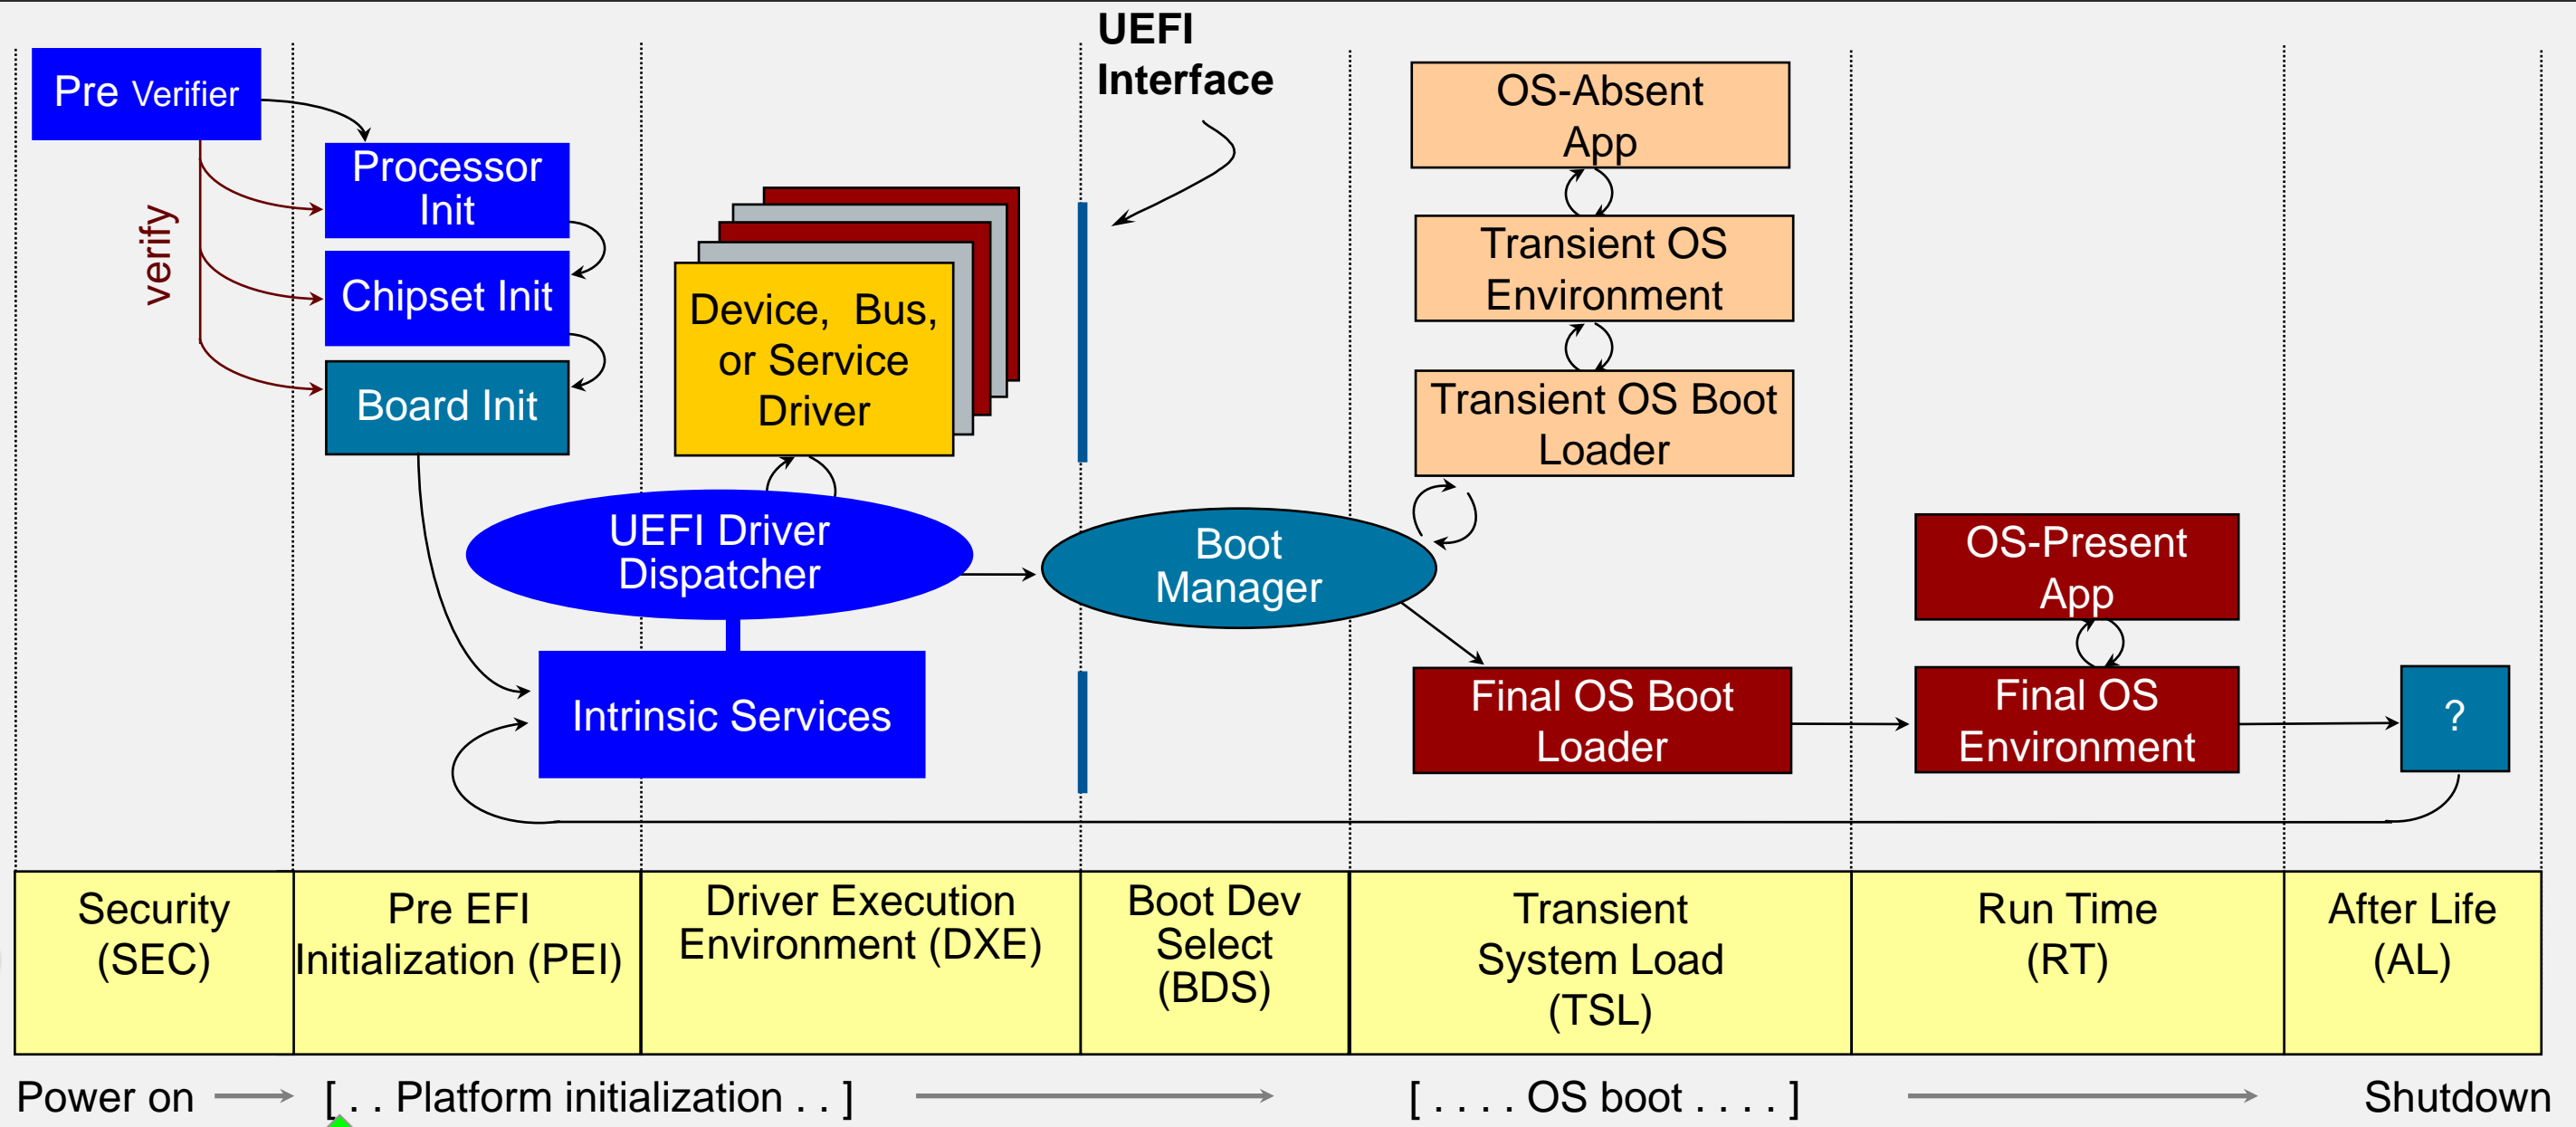 UEFI
Interface
Pre Verifier
verify
Processor
Init
Chipset Init
Board Init
Device, Bus,
or Service
Driver
UEFI Driver
Dispatcher
Intrinsic Services
Boot
Manager
OS-Absent
App
Transient OS
Environment
Transient OS Boot
Loader
Final OS Boot
Loader
OS-Present
App
Final OS
Environment
?
Security
(SEC)
Pre EFI
Initialization (PEI)
Driver Execution
Environment (DXE)
Boot Dev
Select
(BDS)
Transient
System Load
(TSL)
Run Time
(RT)
After Life
(AL)
Power on
[ . . Platform initialization . . ]
[ . . . . OS boot . . . . ]
Shutdown